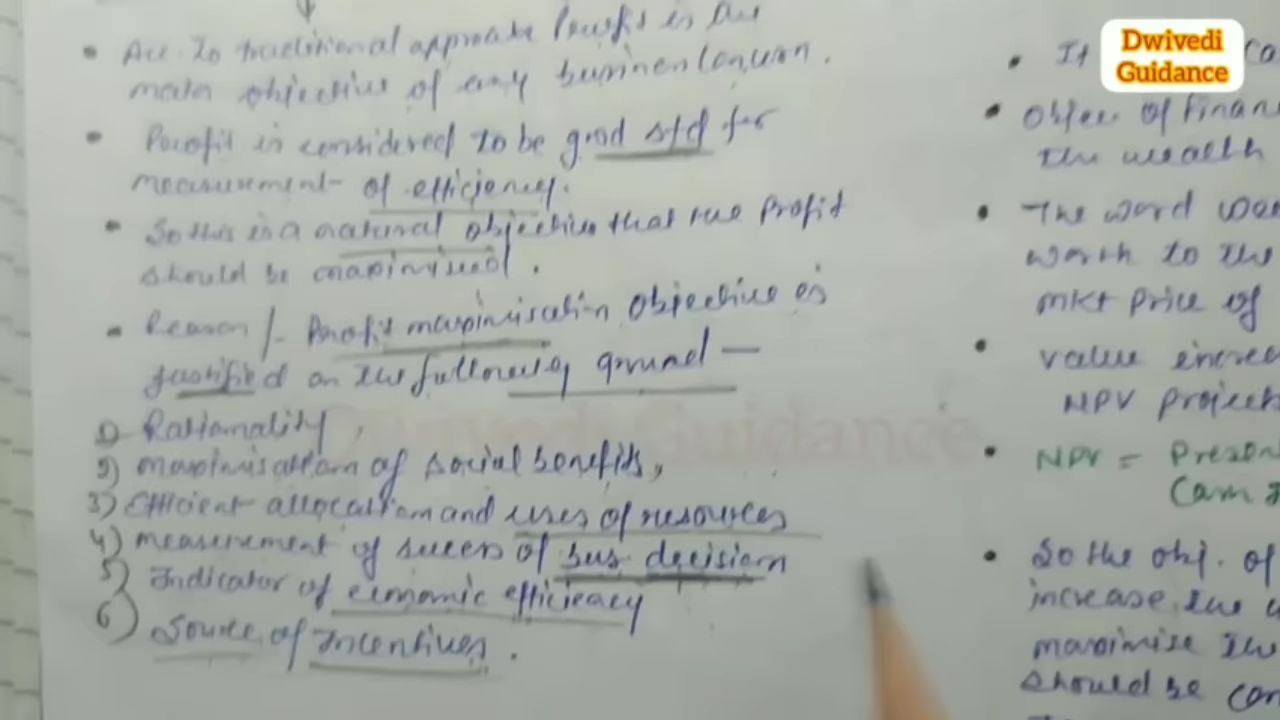 Acc. to traditional approach Profit is the
main objective of any business concern.
Profit is considered to be good std for
measurement of efficiency.
So this is a natural objective that the Profit
should be maximised.
Reason/- Profit maximisation objective is
justified on the following ground —
1) Rationality,
2) maximisation of social benefits,
3) Efficient allocation and uses of resources
4) measurement of success of bus decision
5) Indicator of economic efficiency
6) Source of Incentives.
Dwivedi
Guidance
It
of Finan
the wealth
The word
worth to the
mkt price of
value increa
NPV project
NPV = Presen
So the obj. of
increase the
maximise the
should be
Dwivedi Guidance